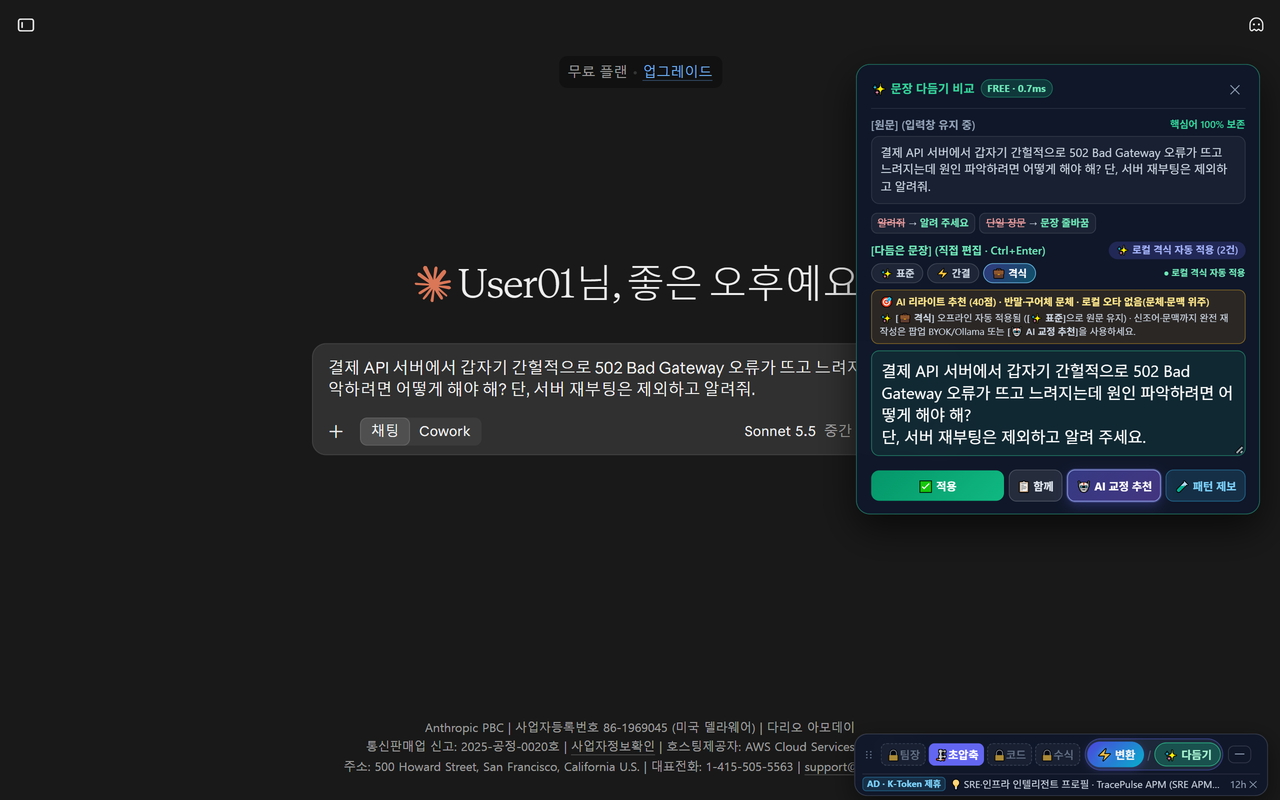 무료 플랜 · 업그레이드
User01님, 좋은 오후예요
결제 API 서버에서 갑자기 간헐적으로 502 Bad Gateway 오류가 뜨고 느려지
악하려면 어떻게 해야 해? 단, 서버 재부팅은 제외하고 알려줘.
채팅 Cowork Sonnet 5.5 중간
Anthropic PBC | 사업자등록번호 86-1969045 (미국 델라웨어) | 다리오 아모데이
통신판매업 신고: 2025-공정-0020호 | 사업자정보확인 | 호스팅제공자: AWS Cloud Services
주소: 500 Howard Street, San Francisco, California U.S. | 대표전화: 1-415-505-5563 | support@
✨ 문장 다듬기 비교 FREE · 0.7ms
[원문] (입력창 유지 중) 핵심어 100% 보존
결제 API 서버에서 갑자기 간헐적으로 502 Bad Gateway 오류가 뜨고
느려지는데 원인 파악하려면 어떻게 해야 해? 단, 서버 재부팅은 제외하
고 알려줘.
알려줘 → 알려 주세요 단일 장문 → 문장 줄바꿈
[다듬은 문장] (직접 편집 · Ctrl+Enter) ✨ 로컬 격식 자동 적용 (2건)
✨ 표준 ⚡ 간결 💼 격식 ● 로컬 격식 자동 적용
🎯 AI 리라이트 추천 (40점) · 반말·구어체 문체 · 로컬 오타 없음(문체·문맥 위주)
✨ [💼 격식] 오프라인 자동 적용됨 ([✨ 표준]으로 원문 유지) · 신조어·문맥까지 완전 재
작성은 팝업 BYOK/Ollama 또는 [🤖 AI 교정 추천]을 사용하세요.
결제 API 서버에서 갑자기 간헐적으로 502 Bad
Gateway 오류가 뜨고 느려지는데 원인 파악하려면 어
떻게 해야 해?
단, 서버 재부팅은 제외하고 알려 주세요.
✅ 적용 📋 함께 🤖 AI 교정 추천 🧪 패턴 제보
🔒팀장 🗜️초압축 🔒코드 🔒수식 ⚡ 변환 / ✨ 다듬기
AD · K-Token 제휴 💡 SRE·인프라 인텔리전트 프로필 · TracePulse APM (SRE APM... 12h